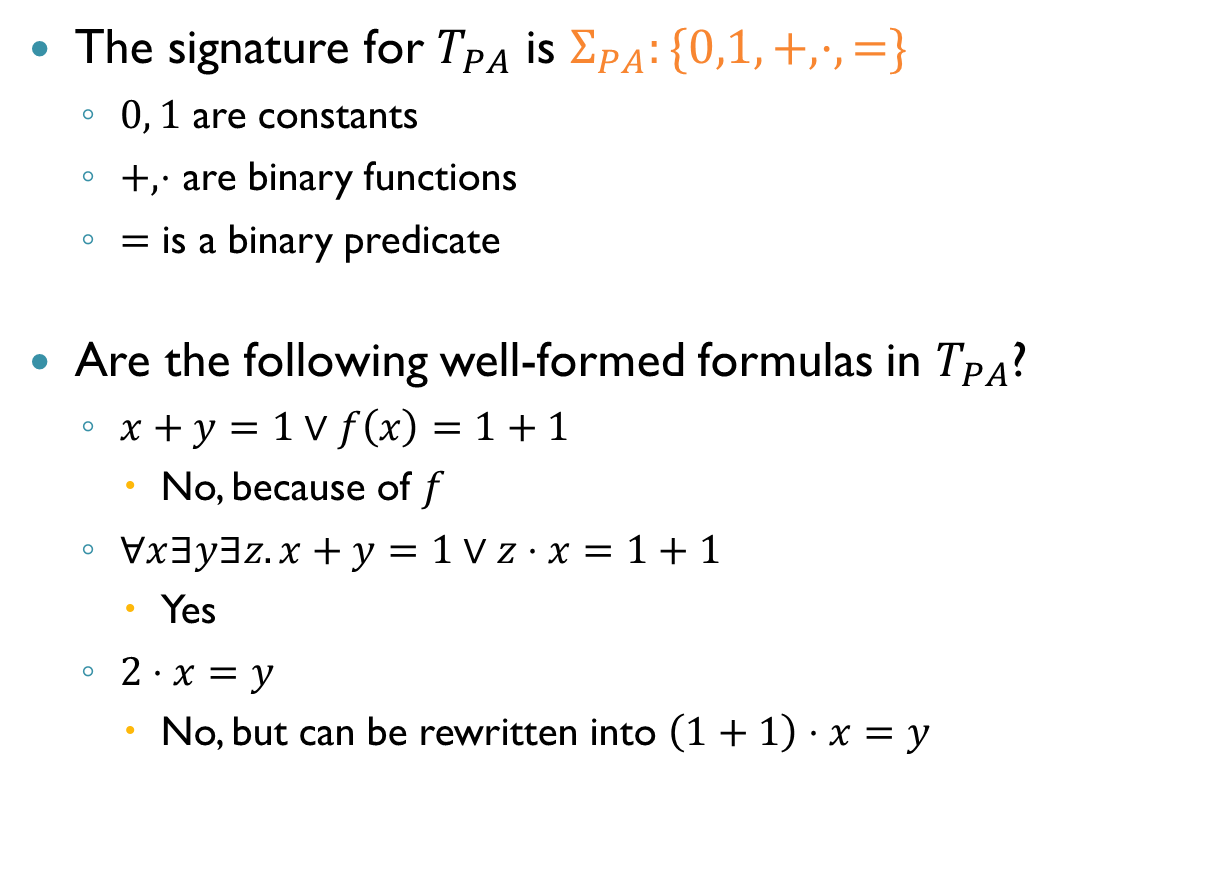 • The signature for T_PA is Σ_PA: {0,1, +,·, =}
◦ 0, 1 are constants
◦ +,· are binary functions
◦ = is a binary predicate
• Are the following well-formed formulas in T_PA?
◦ x + y = 1 ∨ f(x) = 1 + 1
• No, because of f
◦ ∀x∃y∃z. x + y = 1 ∨ z · x = 1 + 1
• Yes
◦ 2 · x = y
• No, but can be rewritten into (1 + 1) · x = y